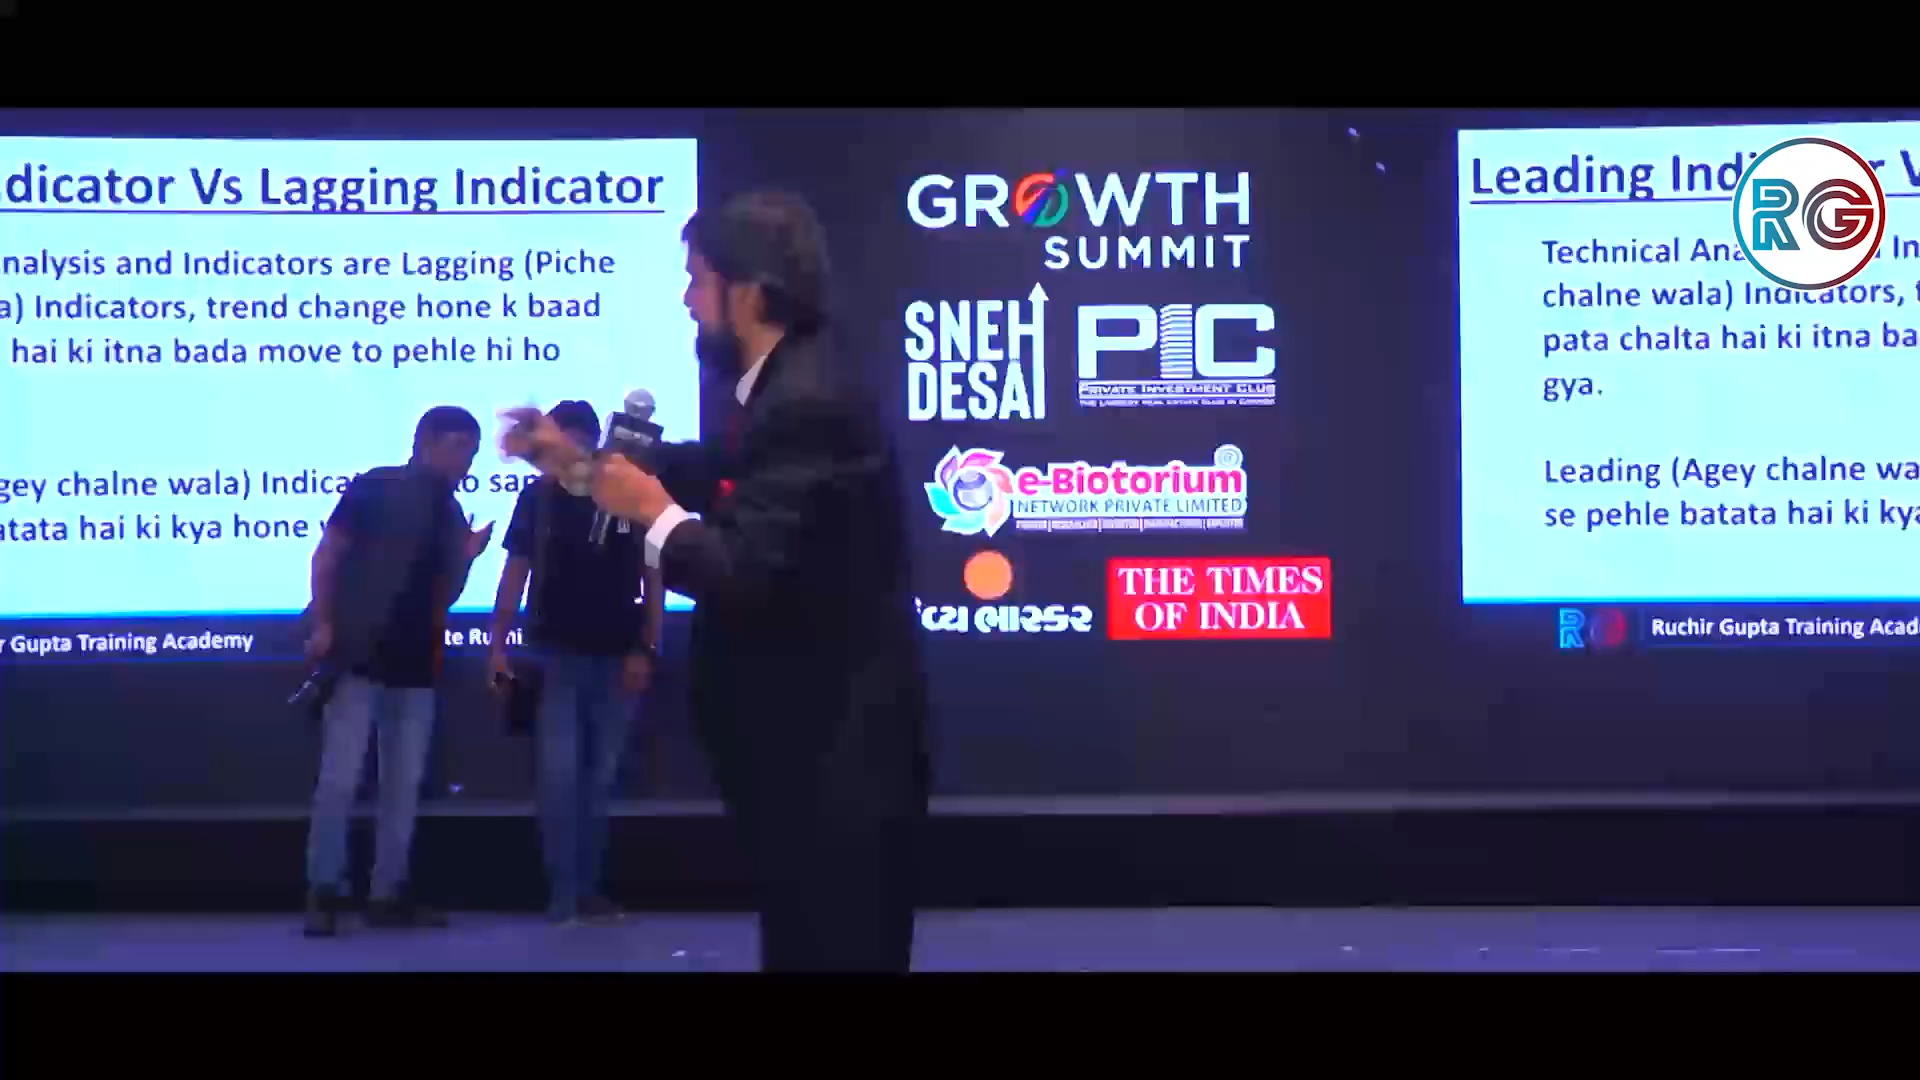 dicator Vs Lagging Indicator
nalysis and Indicators are Lagging (Piche
a) Indicators, trend change hone k baad
hai ki itna bada move to pehle hi ho
gey chalne wala) Indica
atata hai ki kya hone
r Gupta Training Academy
GROWTH
SUMMIT
SNEH
DESAI
PIC
PRIVATE INVESTMENT CLUB
e-Biotorium
NETWORK PRIVATE LIMITED
ભાસ્કર
THE TIMES
OF INDIA
Leading Ind
RG
Technical Ana
chalne wala) Indicators,
pata chalta hai ki itna ba
gya.
Leading (Agey chalne wa
se pehle batata hai ki kya
Ruchir Gupta Training Acad